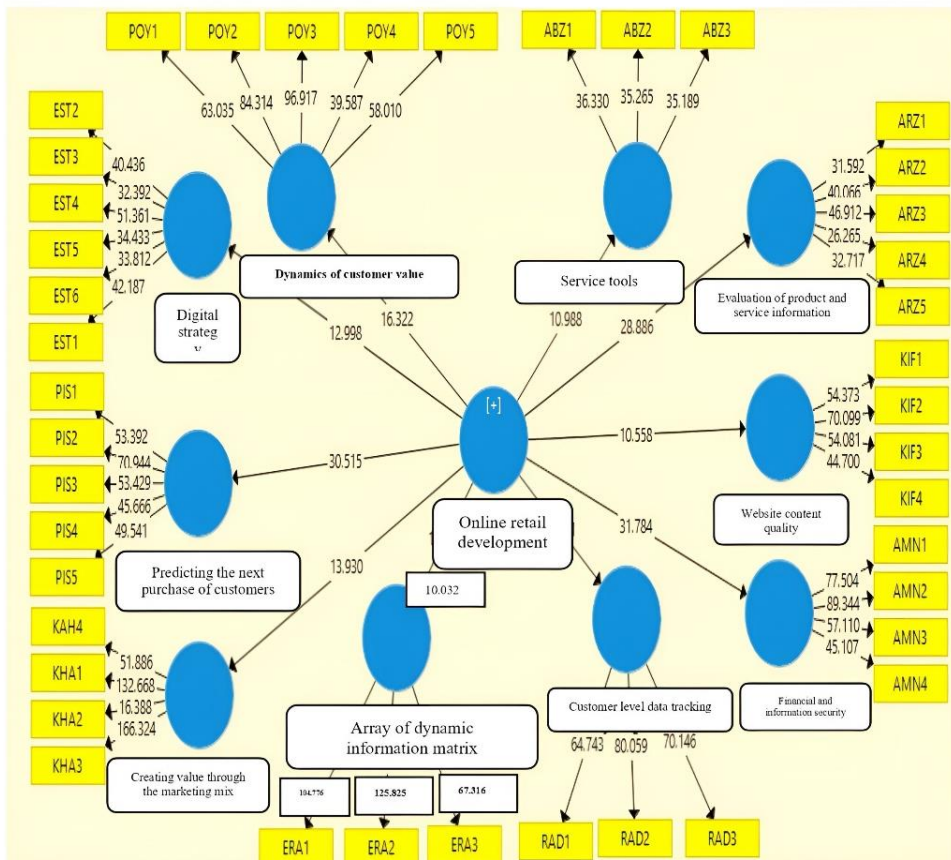 POY1
POY2
POY3
POY4
POY5
ABZ1
ABZ2
ABZ3
63.035
84.314
96.917
39.587
58.010
36.330
35.265
35.189
EST2
EST3
EST4
EST5
EST6
EST1
40.436
32.392
51.361
34.433
33.812
42.187
ARZ1
ARZ2
ARZ3
ARZ4
ARZ5
31.592
40.066
46.912
26.265
32.717
Digital
strateg
y
Dynamics of customer value
Service tools
Evaluation of product and
service information
12.998
16.322
10.988
28.886
[+]
Online retail
development
30.515
10.558
13.930
10.032
31.784
PIS1
PIS2
PIS3
PIS4
PIS5
53.392
70.944
53.429
45.666
49.541
Predicting the next
purchase of customers
KIF1
KIF2
KIF3
KIF4
54.373
70.099
54.081
44.700
Website content
quality
KAH4
KHA1
KHA2
KHA3
51.886
132.668
16.388
166.324
Creating value through
the marketing mix
AMN1
AMN2
AMN3
AMN4
77.504
89.344
57.110
45.107
Financial and
information security
Array of dynamic
information matrix
104.776
125.825
67.316
ERA1
ERA2
ERA3
Customer level data tracking
64.743
80.059
70.146
RAD1
RAD2
RAD3